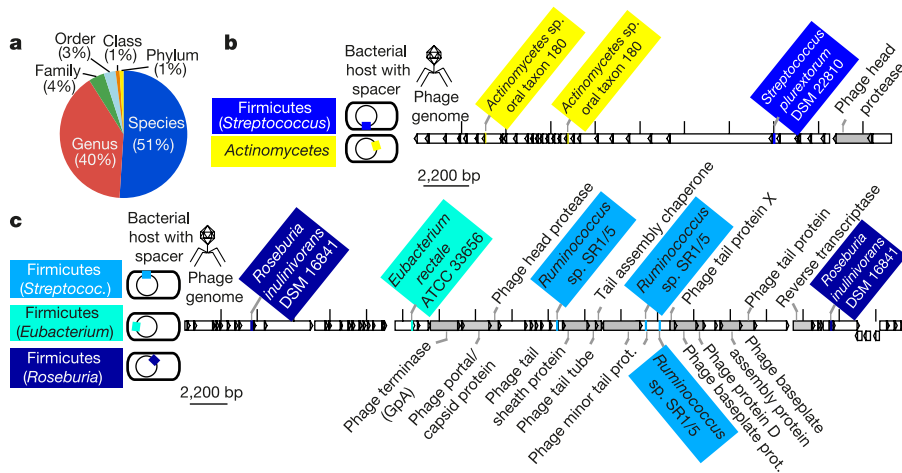 a
Order
(3%)
Class
(1%)
Phylum
(1%)
Family
(4%)
Genus
(40%)
Species
(51%)
b
Bacterial
host with
spacer
Phage
genome
Firmicutes
(Streptococcus)
Actinomycetes
Actinomycetes sp.
oral taxon 180
Actinomycetes sp.
oral taxon 180
Streptococcus
plurextorum
DSM 22810
Phage head
protease
2,200 bp
c
Bacterial
host with
spacer
Phage
genome
Firmicutes
(Streptococ.)
Firmicutes
(Eubacterium)
Firmicutes
(Roseburia)
2,200 bp
Roseburia
inulinivorans
DSM 16841
Eubacterium
rectale
ATCC 33656
Phage head protease
Ruminococcus
sp. SR1/5
Tail assembly chaperone
Ruminococcus
sp. SR1/5
Phage tail protein X
Phage tail protein
Reverse transcriptase
Roseburia
inulinivorans
DSM 16841
Phage terminase
(GpA)
Phage portal/
capsid protein
Phage tail
sheath protein
Phage tail tube
Phage minor tail prot.
Ruminococcus
sp. SR1/5
Phage baseplate prot.
Phage protein D
Phage baseplate
assembly protein